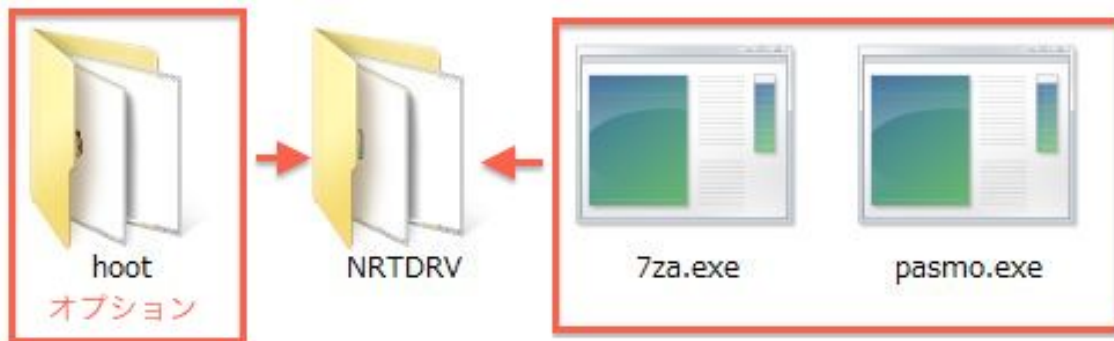 hoot
オプション
NRTDRV
7za.exe
pasmo.exe